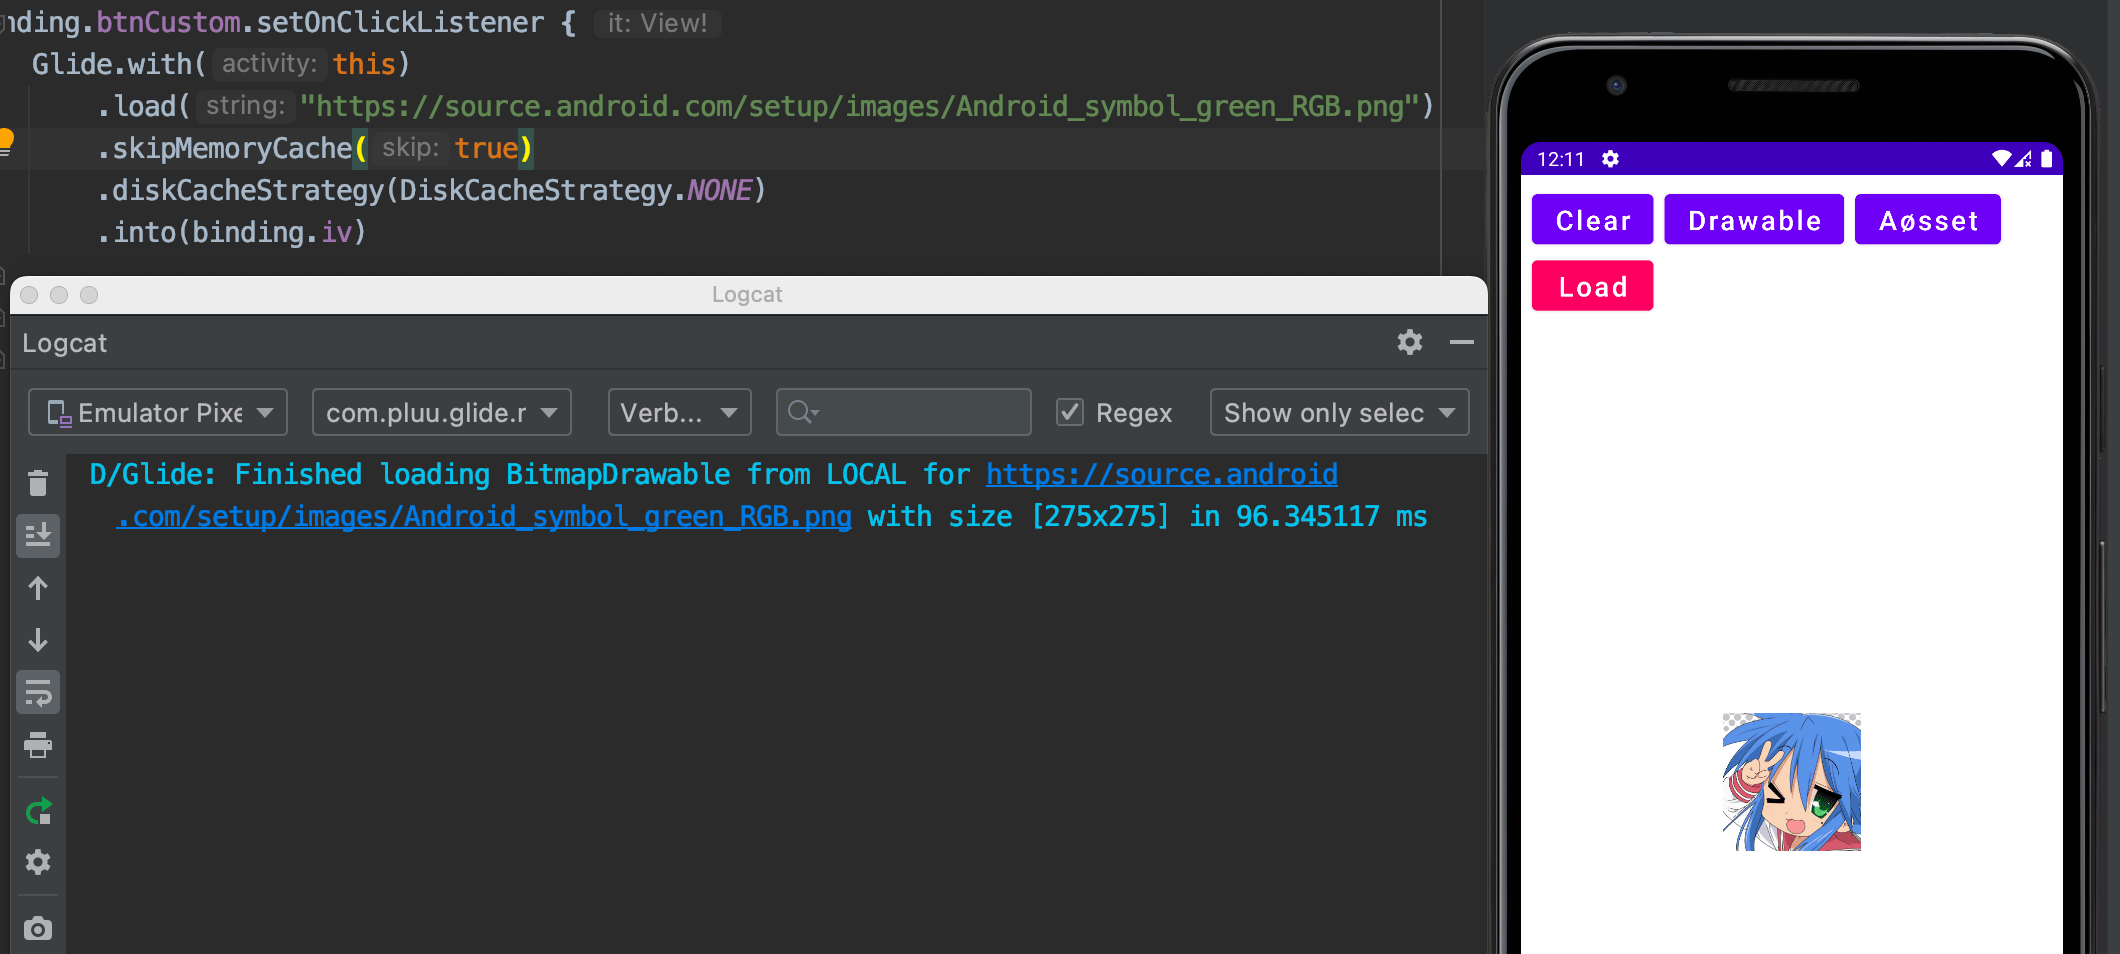 nding.btnCustom.setOnClickListener { it: View!
Glide.with( activity: this)
.load( string: "https://source.android.com/setup/images/Android_symbol_green_RGB.png")
.skipMemoryCache( skip: true)
.diskCacheStrategy(DiskCacheStrategy.NONE)
.into(binding.iv)
Logcat
Logcat
Emulator Pixe
com.pluu.glide.r
Verb...
Regex
Show only selec
D/Glide: Finished loading BitmapDrawable from LOCAL for https://source.android
.com/setup/images/Android_symbol_green_RGB.png with size [275x275] in 96.345117 ms
12:11
Clear
Drawable
Aøsset
Load